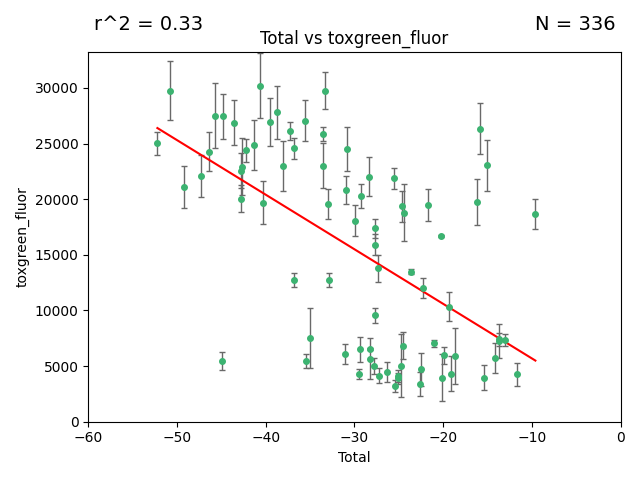 r^2 = 0.33
N = 336
Total vs toxgreen_fluor
30000
25000
20000
15000
10000
5000
0
toxgreen_fluor
−60
−50
−40
−30
−20
−10
0
Total